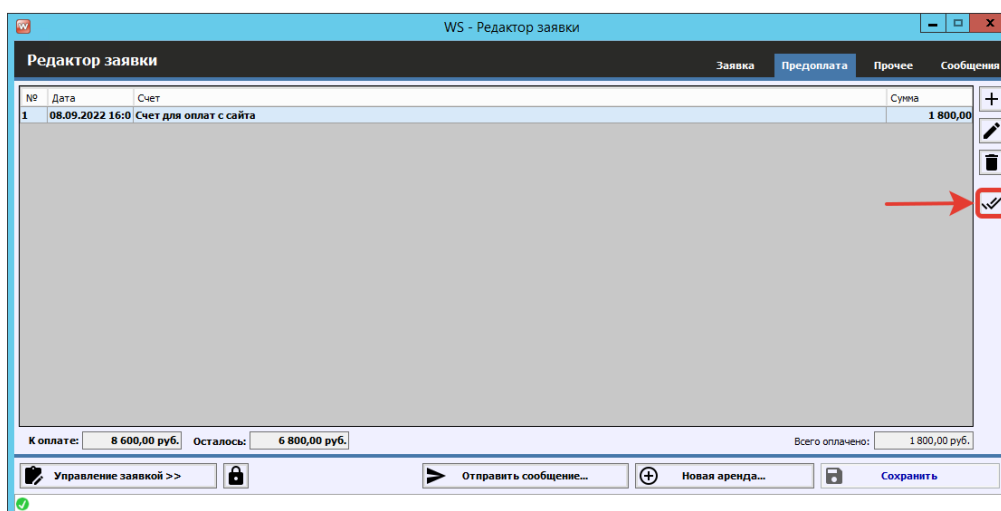 WS - Редактор заявки
Редактор заявки Заявка Предоплата Прочее Сообщения
№ Дата Счет Сумма
1 08.09.2022 16:0 Счет для оплат с сайта 1 800,00
К оплате: 8 600,00 руб. Осталось: 6 800,00 руб. Всего оплачено: 1 800,00 руб.
Управление заявкой >> Отправить сообщение... Новая аренда... Сохранить